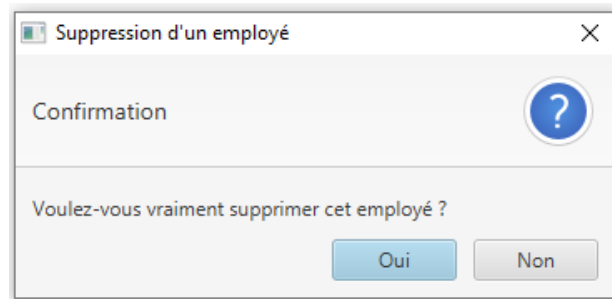 Suppression d'un employé
Confirmation
?
Voulez-vous vraiment supprimer cet employé ?
Oui Non